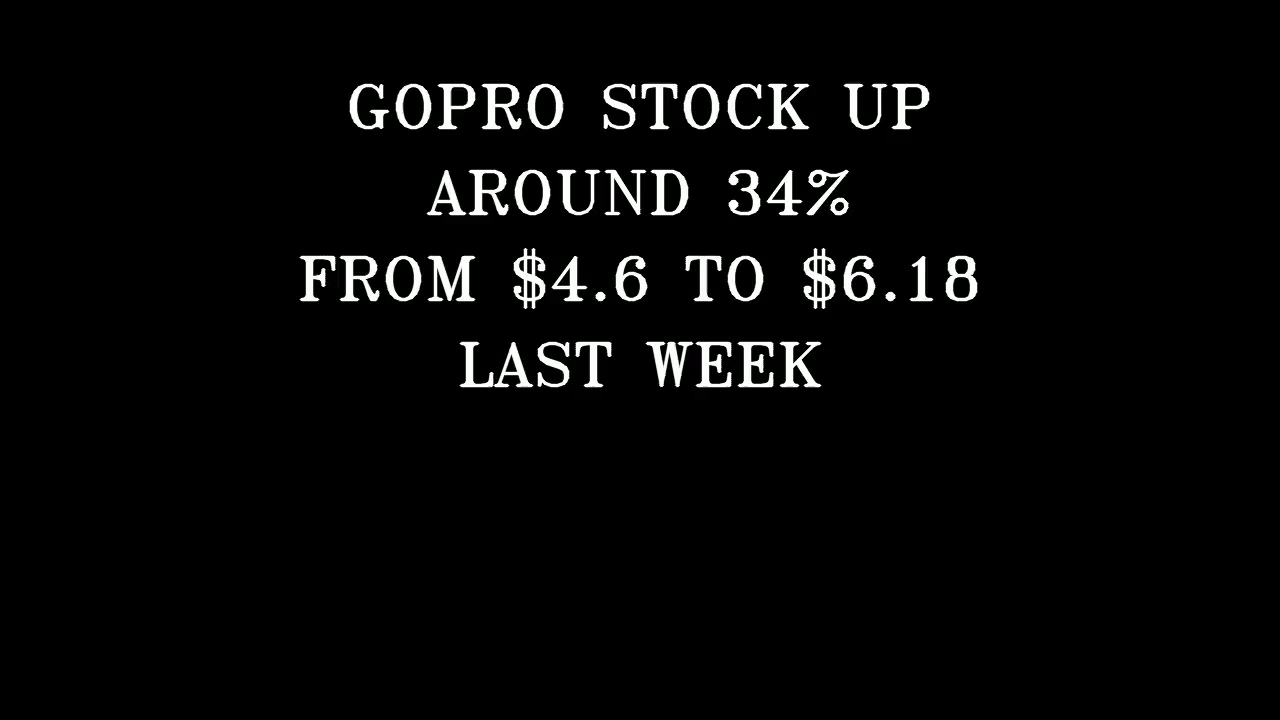 GOPRO STOCK UP
AROUND 34%
FROM $4.6 TO $6.18
LAST WEEK